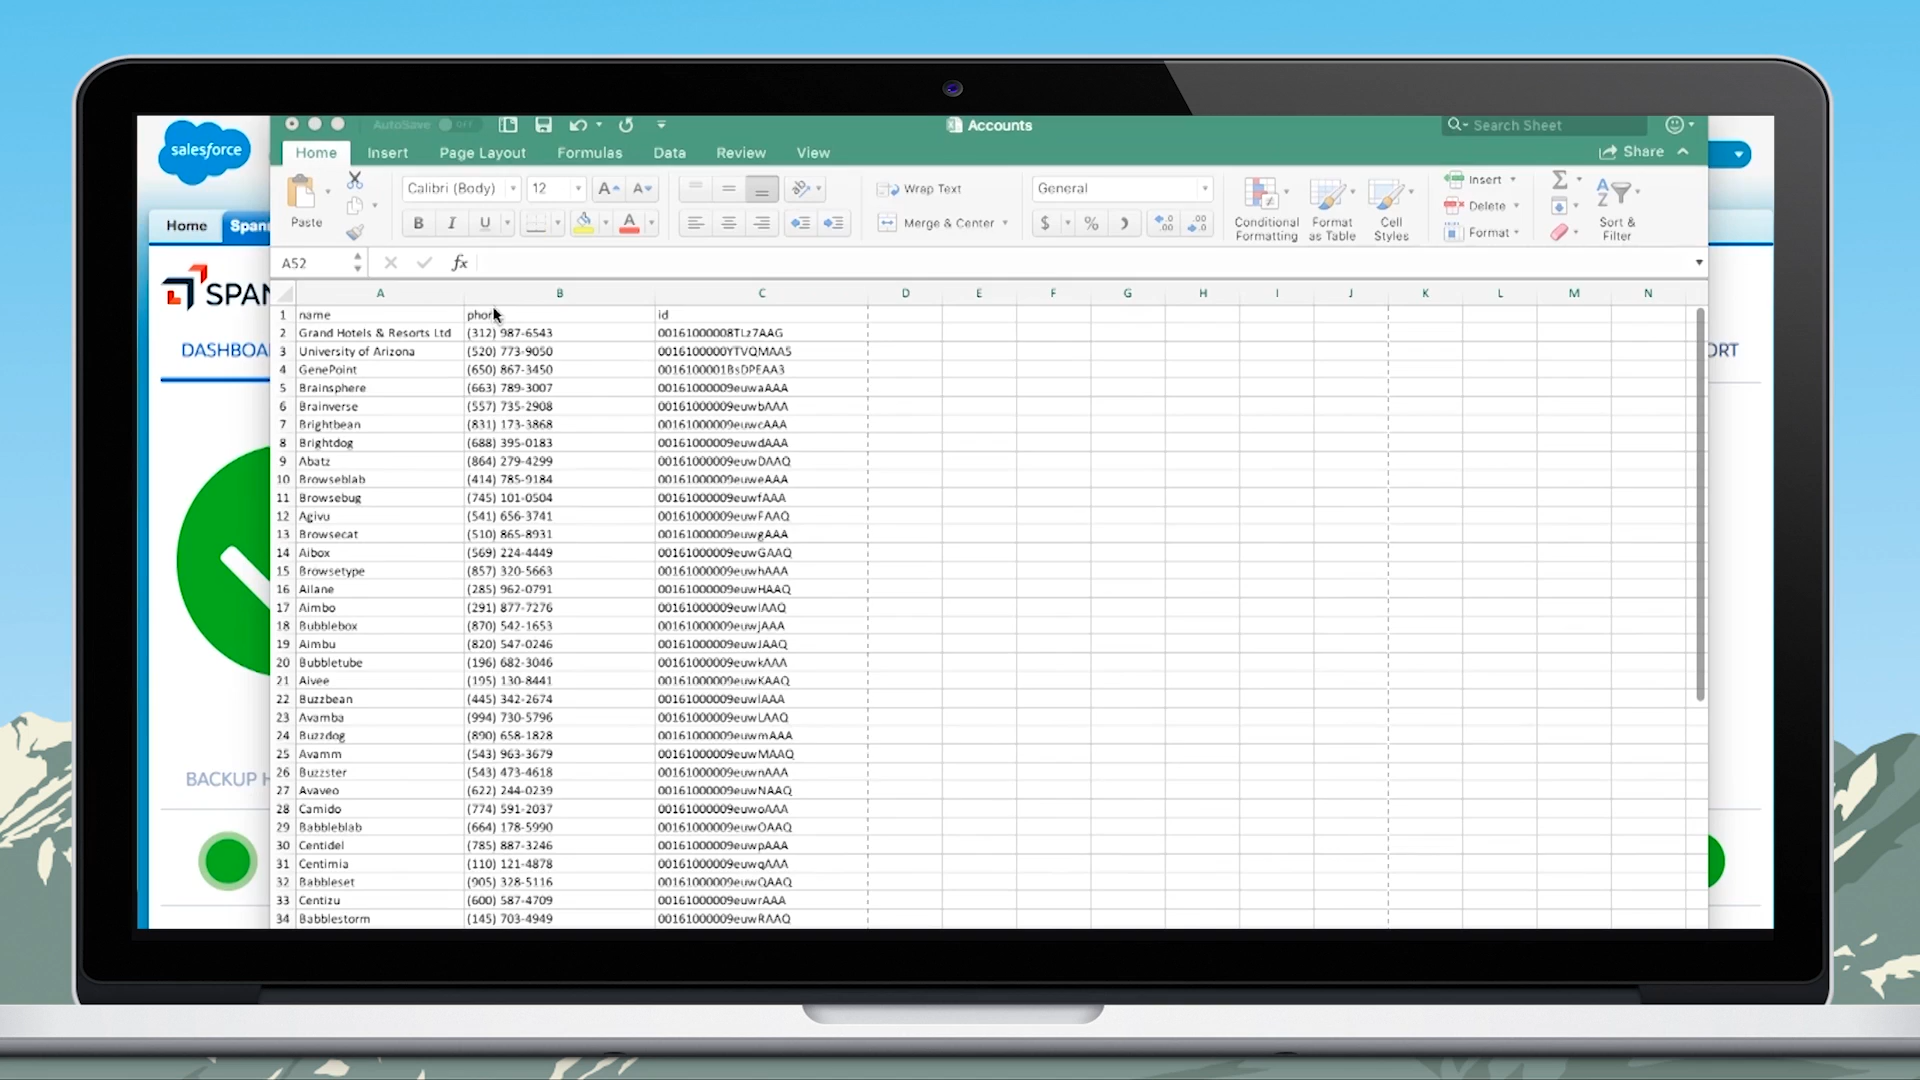 salesforce
AutoSave OFF
Accounts
Search Sheet
Home Insert Page Layout Formulas Data Review View
Share
Paste
Calibri (Body) 12
A A
Wrap Text
General
Conditional Formatting
Format as Table
Cell Styles
Insert
Delete
Format
Sort & Filter
B I U
Merge & Center
$ %
Home
A52 fx
A B C D E F G H I J K L M N
DASHBOA
BACKUP
1 name id
2 Grand Hotels & Resorts Ltd (312) 987-6543 00161000008TLz7AAG
3 University of Arizona (520) 773-9050 0016100000YTVQMAA5
4 GenePoint (650) 867-3450 0016100001BsDPEAA3
5 Brainsphere (663) 789-3007 00161000009euwaAAA
6 Brainverse (557) 735-2908 00161000009euwbAAA
7 Brightbean (831) 173-3868 00161000009euwcAAA
8 Brightdog (688) 395-0183 00161000009euwdAAA
9 Abatz (864) 279-4299 00161000009euwDAAQ
10 Browseblab (414) 785-9184 00161000009euweAAA
11 Browsebug (745) 101-0504 00161000009euwfAAA
12 Agivu (541) 656-3741 00161000009euwFAAQ
13 Browsecat (510) 865-8931 00161000009euwgAAA
14 Aibox (569) 224-4449 00161000009euwGAAQ
15 Browsetype (857) 320-5663 00161000009euwhAAA
16 Ailane (285) 962-0791 00161000009euwHAAQ
17 Aimbo (291) 877-7276 00161000009euwIAAQ
18 Bubblebox (870) 542-1653 00161000009euwjAAA
19 Aimbu (820) 547-0246 00161000009euwJAAQ
20 Bubbletube (196) 682-3046 00161000009euwkAAA
21 Aivee (195) 130-8441 00161000009euwKAAQ
22 Buzzbean (445) 342-2674 00161000009euwlAAA
23 Avamba (994) 730-5796 00161000009euwLAAQ
24 Buzzdog (890) 658-1828 00161000009euwmAAA
25 Avamm (543) 963-3679 00161000009euwMAAQ
26 Buzzster (543) 473-4618 00161000009euwnAAA
27 Avaveo (622) 244-0239 00161000009euwNAAQ
28 Camido (774) 591-2037 00161000009euwoAAA
29 Babbleblab (664) 178-5990 00161000009euwOAAQ
30 Centidel (785) 887-3246 00161000009euwpAAA
31 Centimia (110) 121-4878 00161000009euwqAAA
32 Babbleset (905) 328-5116 00161000009euwQAAQ
33 Centizu (600) 587-4709 00161000009euwrAAA
34 Babblestorm (145) 703-4949 00161000009euwRAAQ